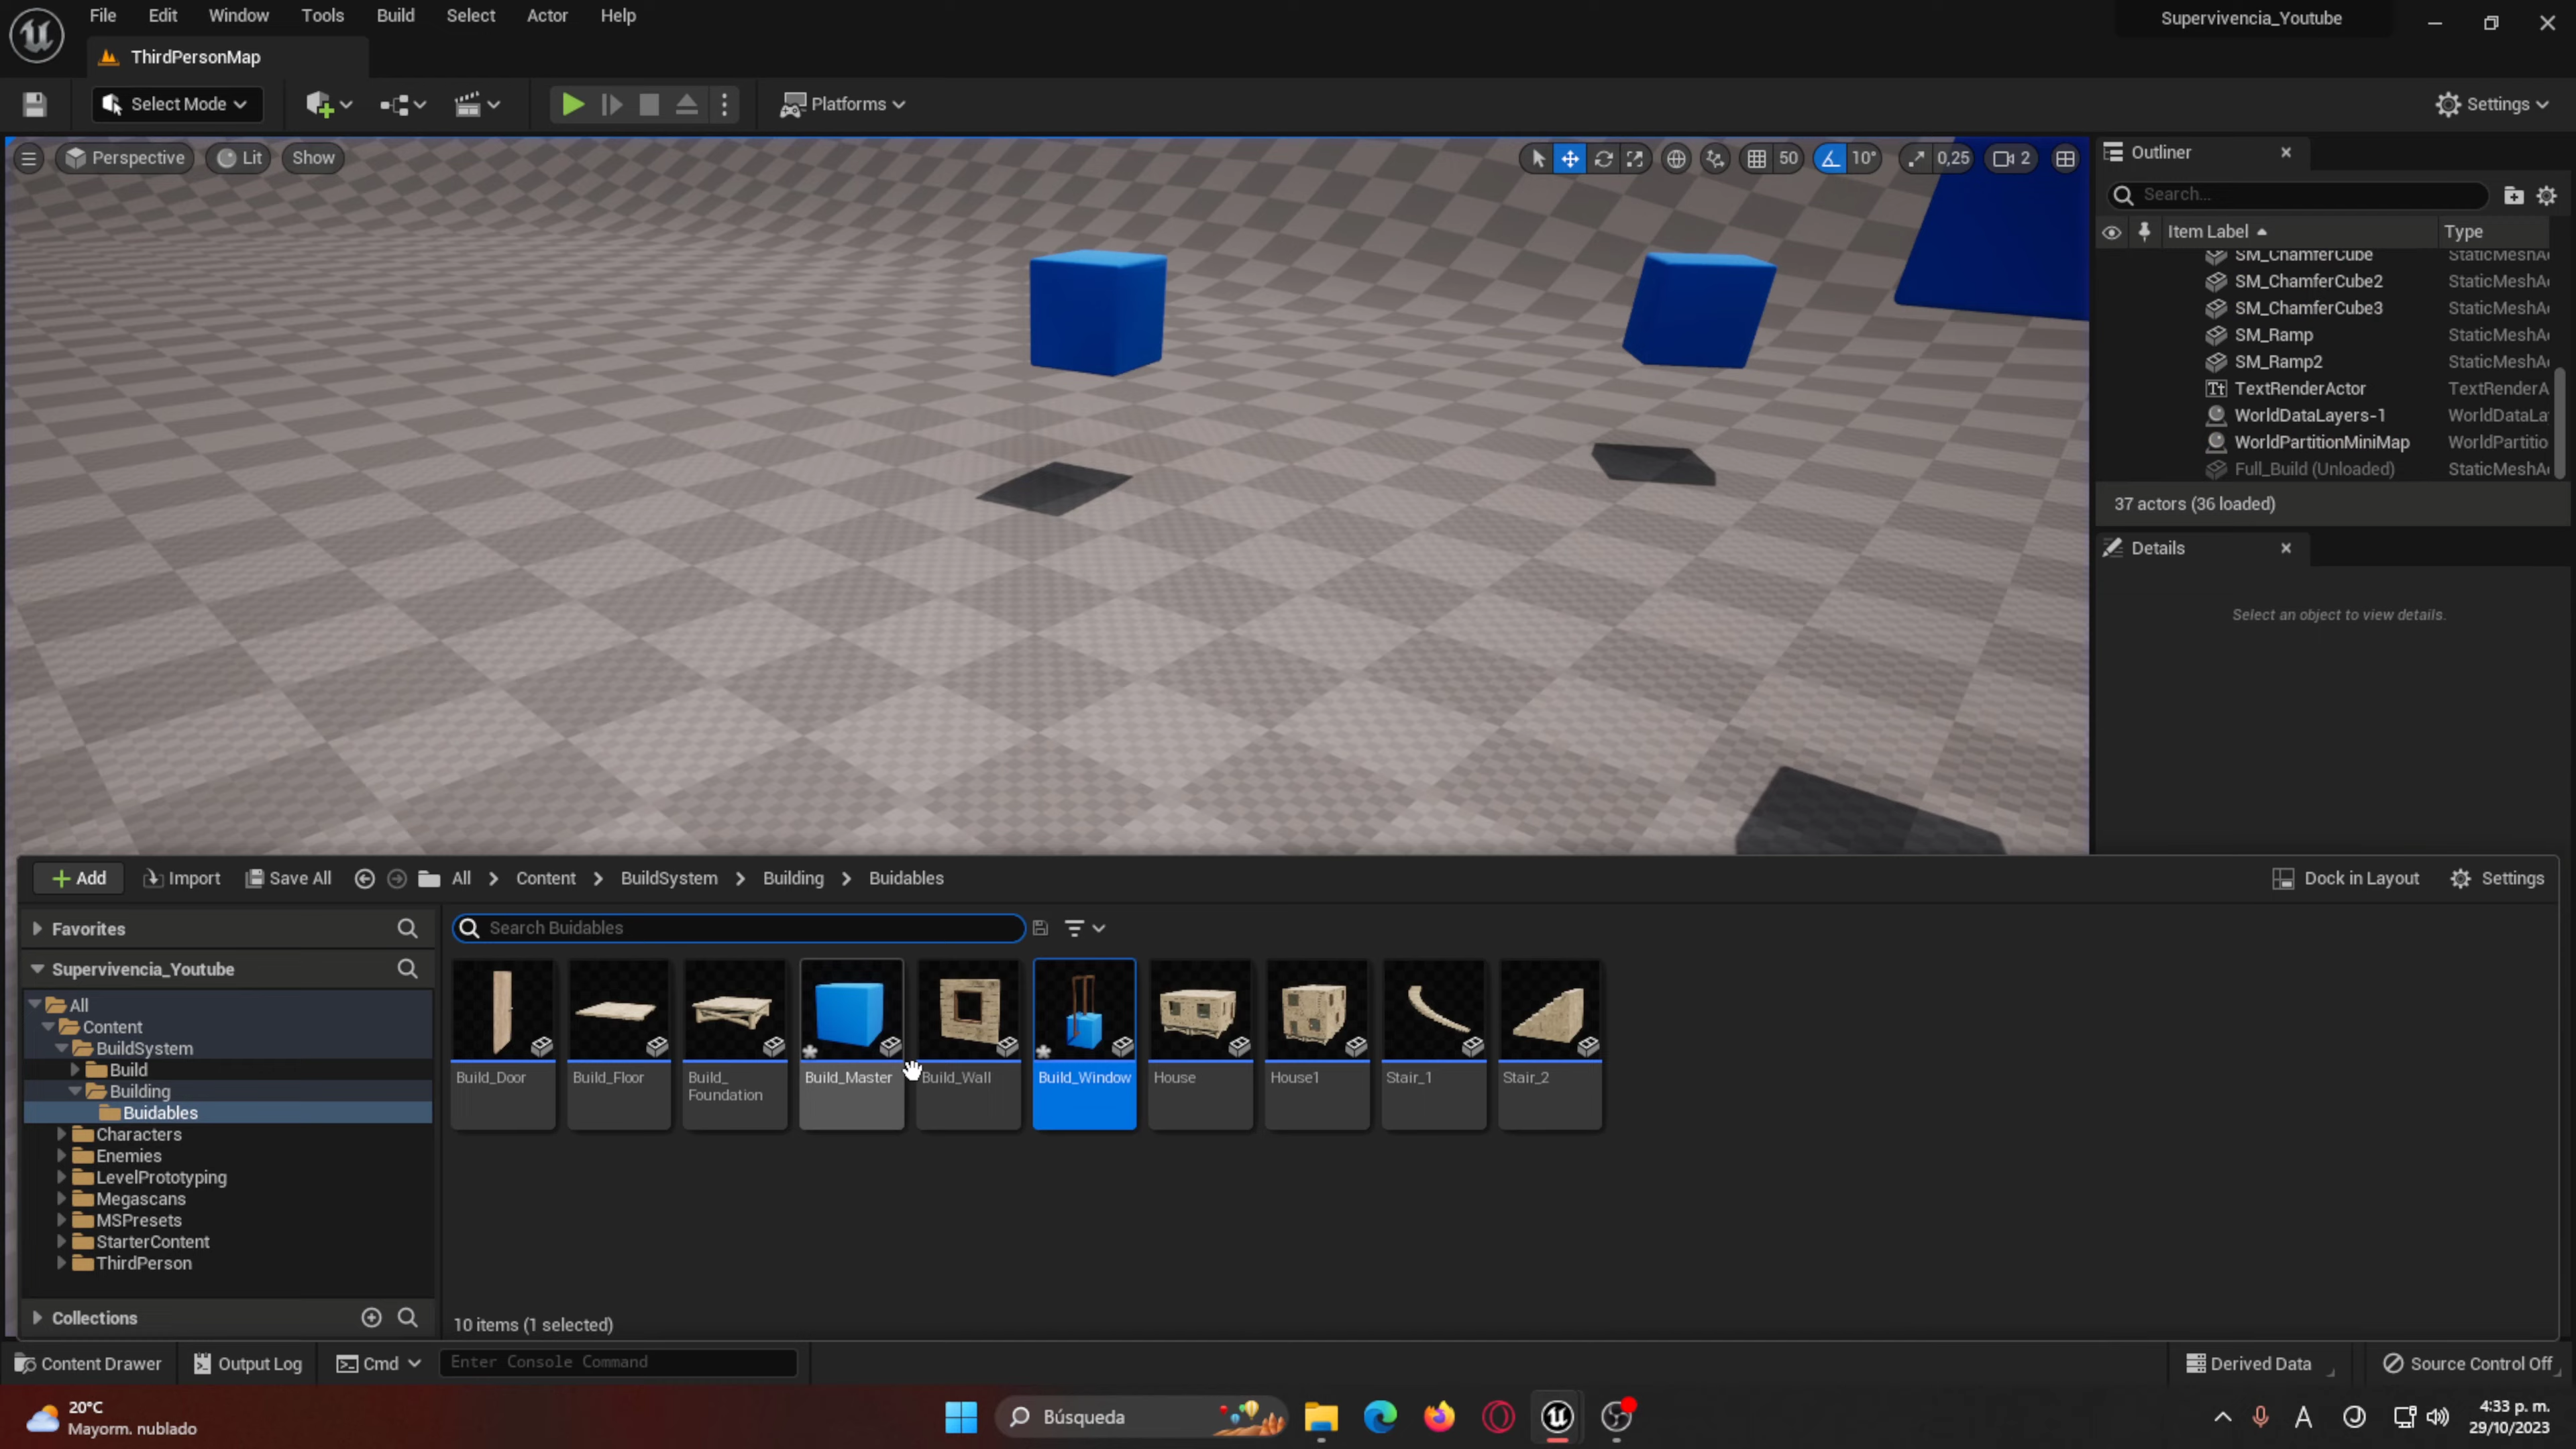 File Edit Window Tools Build Select Actor Help
Supervivencia_Youtube
ThirdPersonMap
Select Mode
Platforms
Settings
Perspective Lit Show
50 10° 0,25 2
Outliner
Search...
Item Label Type
SM_ChamferCube StaticMeshA
SM_ChamferCube2 StaticMeshA
SM_ChamferCube3 StaticMeshA
SM_Ramp StaticMeshA
SM_Ramp2 StaticMeshA
TextRenderActor TextRenderA
WorldDataLayers-1 WorldDataLa
WorldPartitionMiniMap WorldPartitio
Full_Build (Unloaded) StaticMeshA
37 actors (36 loaded)
Details
Select an object to view details.
Add Import Save All All Content BuildSystem Building Buidables
Dock in Layout Settings
Favorites
Search Buidables
Supervivencia_Youtube
All
Content
BuildSystem
Build
Building
Buidables
Characters
Enemies
LevelPrototyping
Megascans
MSPresets
StarterContent
ThirdPerson
Collections
Build_Door
Build_Floor
Build_
Foundation
Build_Master
Build_Wall
Build_Window
House
House1
Stair_1
Stair_2
10 items (1 selected)
Content Drawer Output Log Cmd Enter Console Command
Derived Data Source Control Off
20°C
Mayorm. nublado
Búsqueda
4:33 p. m.
29/10/2023